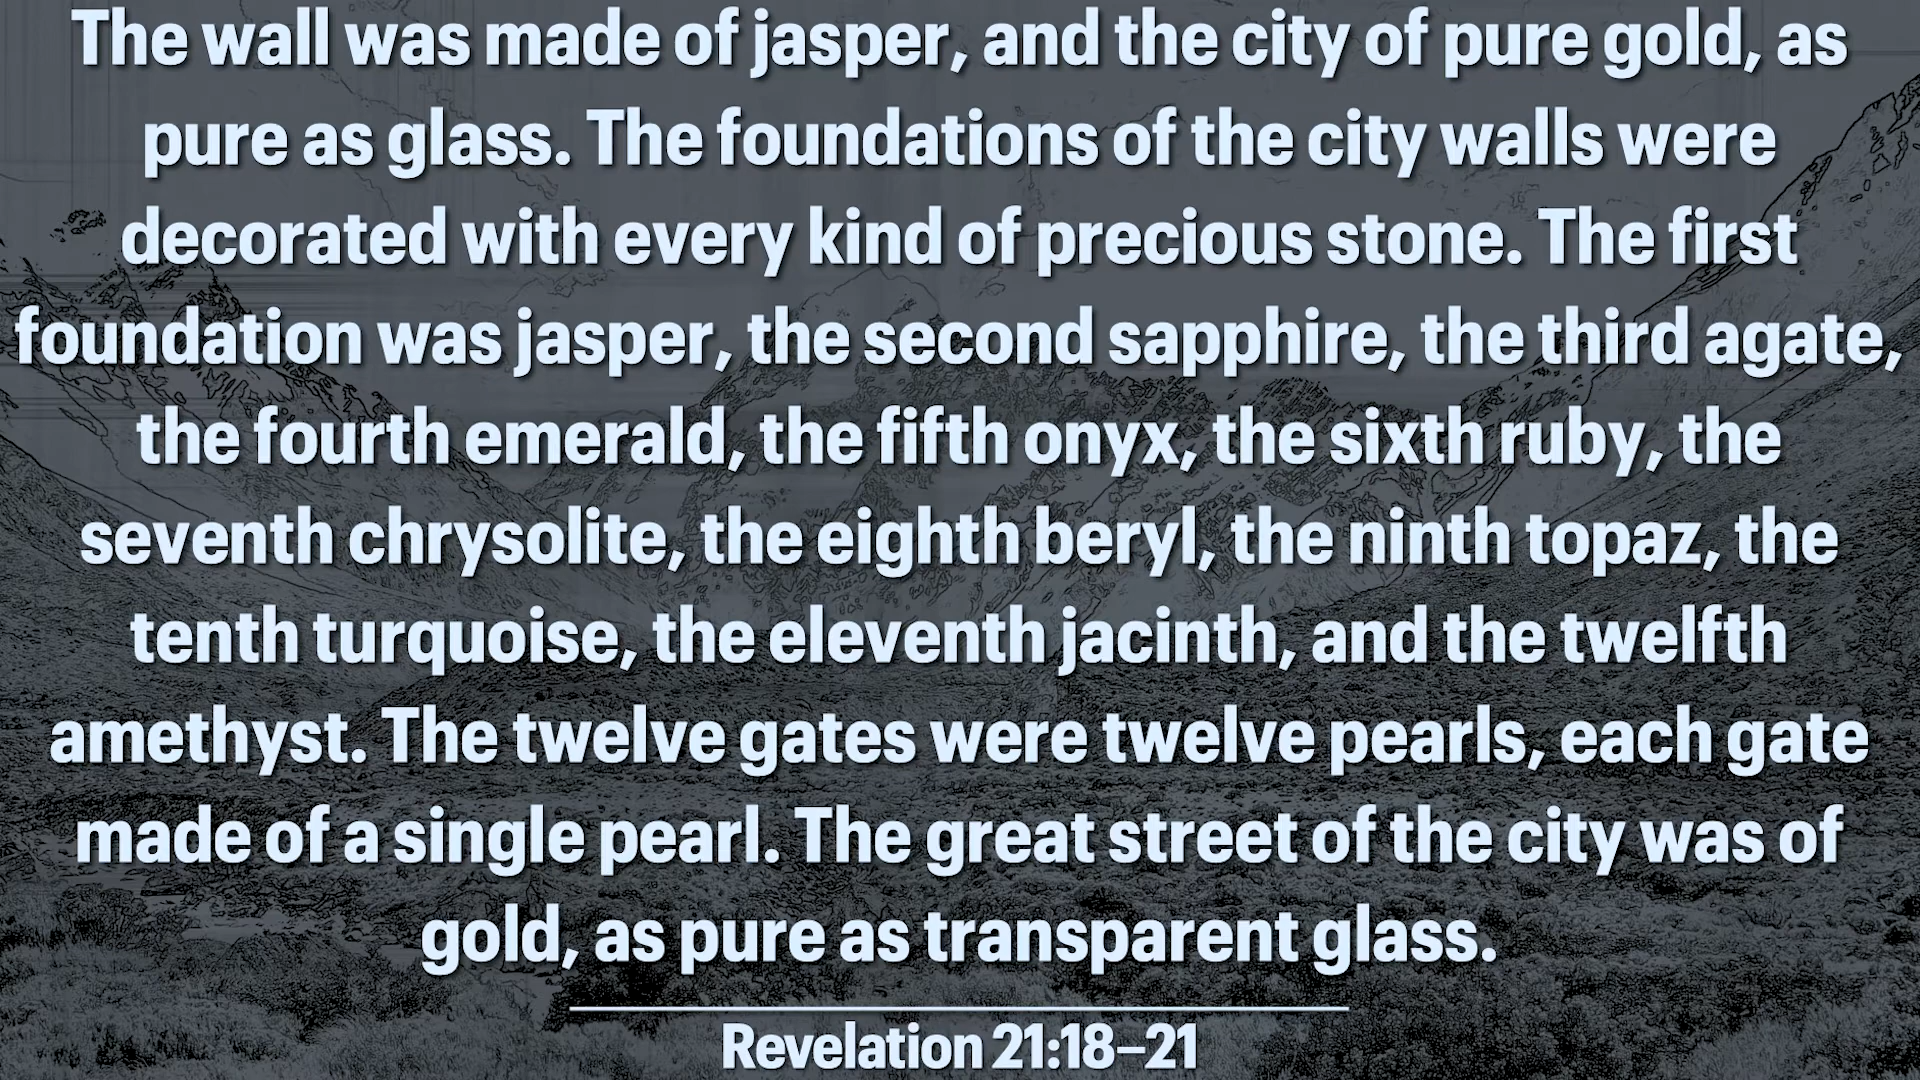 The wall was made of jasper, and the city of pure gold, as
pure as glass. The foundations of the city walls were
decorated with every kind of precious stone. The first
foundation was jasper, the second sapphire, the third agate,
the fourth emerald, the fifth onyx, the sixth ruby, the
seventh chrysolite, the eighth beryl, the ninth topaz, the
tenth turquoise, the eleventh jacinth, and the twelfth
amethyst. The twelve gates were twelve pearls, each gate
made of a single pearl. The great street of the city was of
gold, as pure as transparent glass.
Revelation 21:18–21